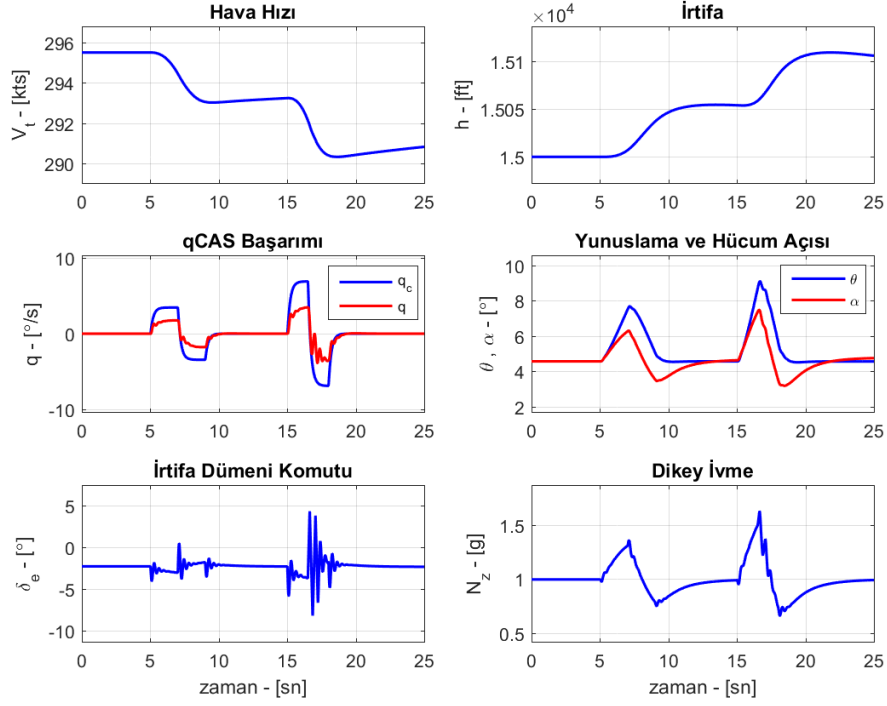 Hava Hızı
V_t - [kts]
296
294
292
290
0 5 10 15 20 25
İrtifa
×10^4
h - [ft]
1.51
1.505
1.5
0 5 10 15 20 25
qCAS Başarımı
q - [°/s]
10
0
-10
q_c
q
0 5 10 15 20 25
Yunuslama ve Hücum Açısı
θ , α - [°]
10
8
6
4
2
θ
α
0 5 10 15 20 25
İrtifa Dümeni Komutu
δ_e - [°]
5
0
-5
-10
0 5 10 15 20 25
zaman - [sn]
Dikey İvme
N_z - [g]
1.5
1
0.5
0 5 10 15 20 25
zaman - [sn]